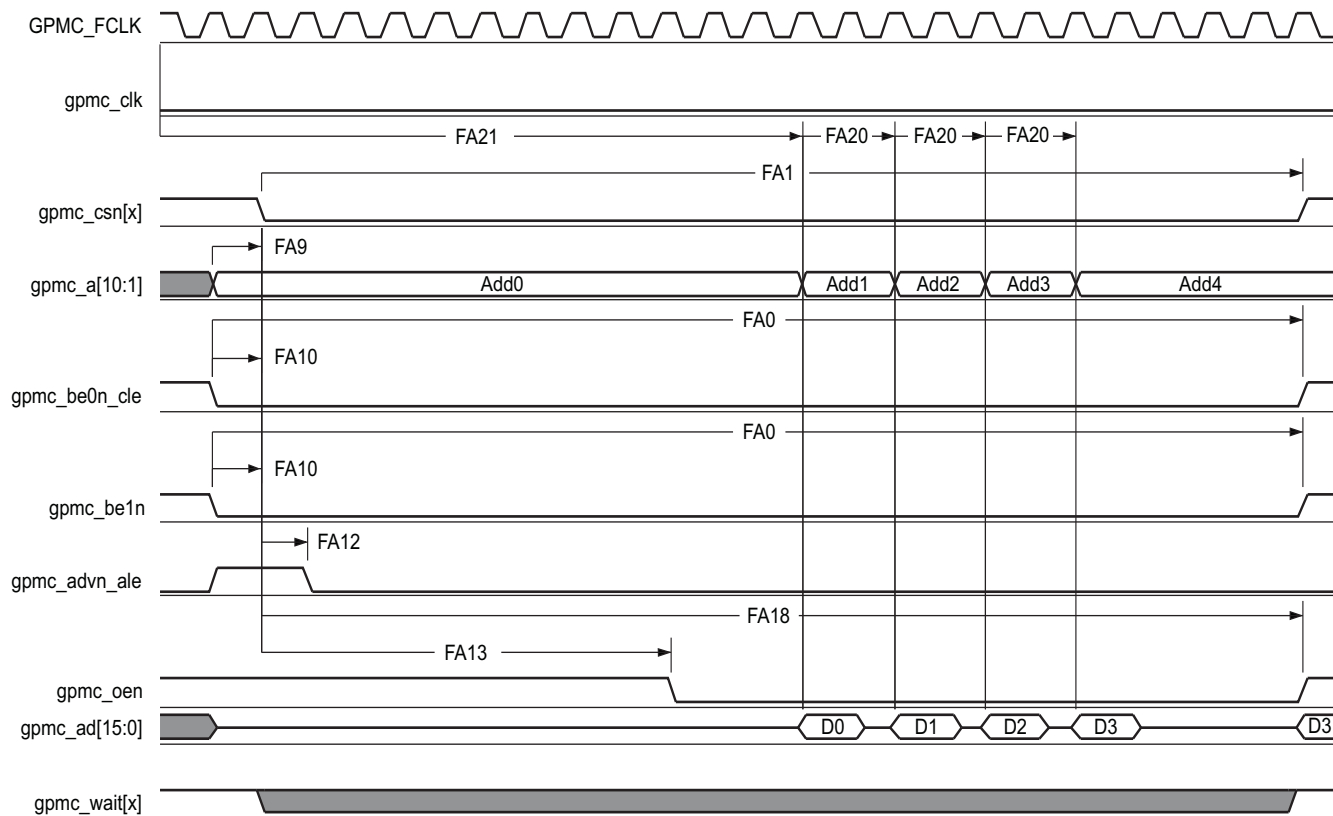 GPMC_FCLK
gpmc_clk
FA21 FA20 FA20 FA20
FA1
gpmc_csn[x]
FA9
gpmc_a[10:1] Add0 Add1 Add2 Add3 Add4
FA0
FA10
gpmc_be0n_cle
FA0
FA10
gpmc_be1n
FA12
gpmc_advn_ale
FA18
FA13
gpmc_oen
gpmc_ad[15:0] D0 D1 D2 D3 D3
gpmc_wait[x]